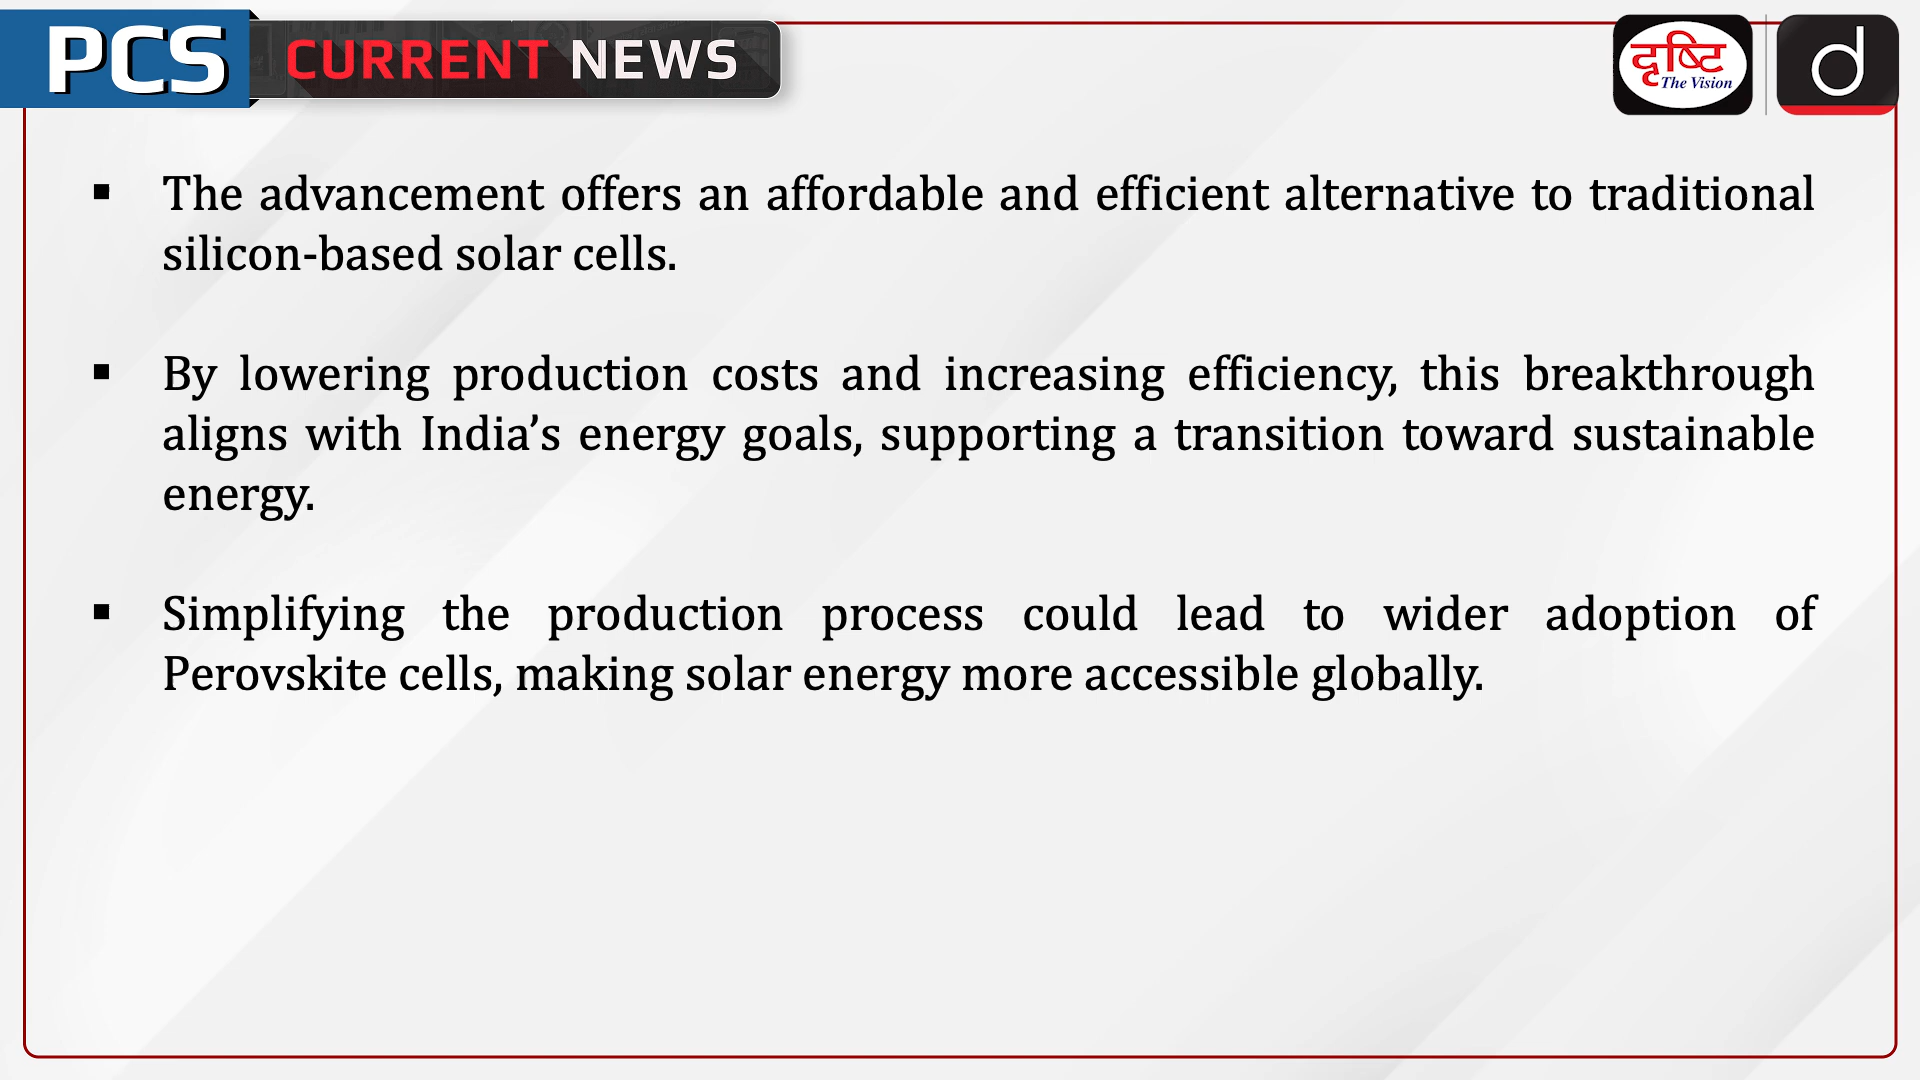 PCS CURRENT NEWS
दृष्टि
The Vision
d
▪ The advancement offers an affordable and efficient alternative to traditional
silicon-based solar cells.
▪ By lowering production costs and increasing efficiency, this breakthrough
aligns with India’s energy goals, supporting a transition toward sustainable
energy.
▪ Simplifying the production process could lead to wider adoption of
Perovskite cells, making solar energy more accessible globally.